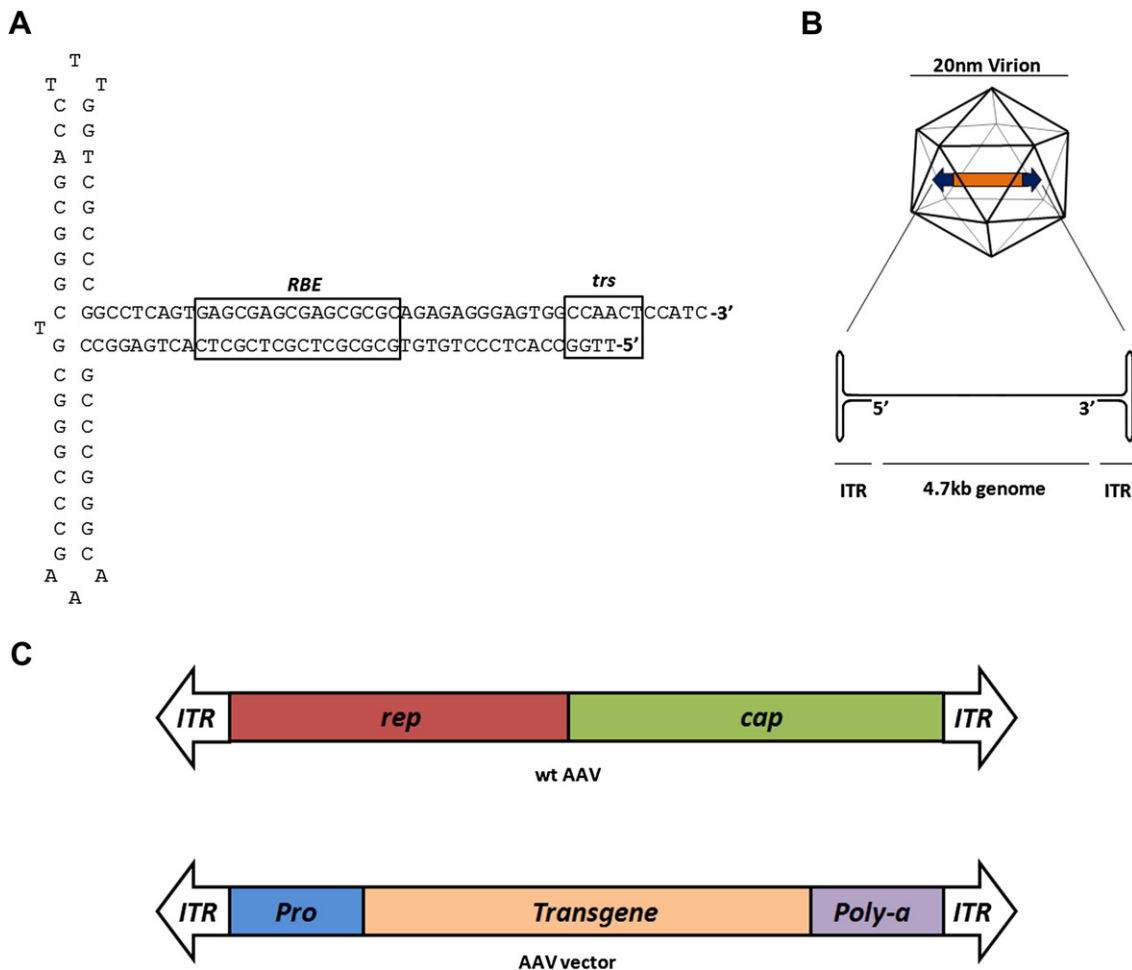 A
T
T T
C G
C G
A T
G C
C G
G C
G C
G C
RBE trs
C GGCCTCAGTGAGCGAGCGAGCGCGCAGAGAGGGAGTGGCCAACTCCATC-3’
T
G CCGGAGTCACTCGCTCGCTCGCGCGTGTGTCCCTCACCGGTT-5’
C G
G C
G C
G C
C G
C G
C G
G C
A A
A
B
20nm Virion
5’ 3’
ITR 4.7kb genome ITR
C
ITR rep cap ITR
wt AAV
ITR Pro Transgene Poly-a ITR
AAV vector